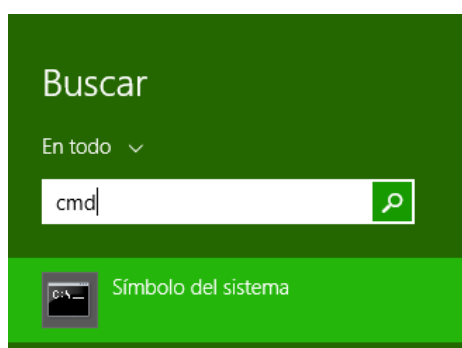 Buscar
En todo
cmd
C:\_
Símbolo del sistema